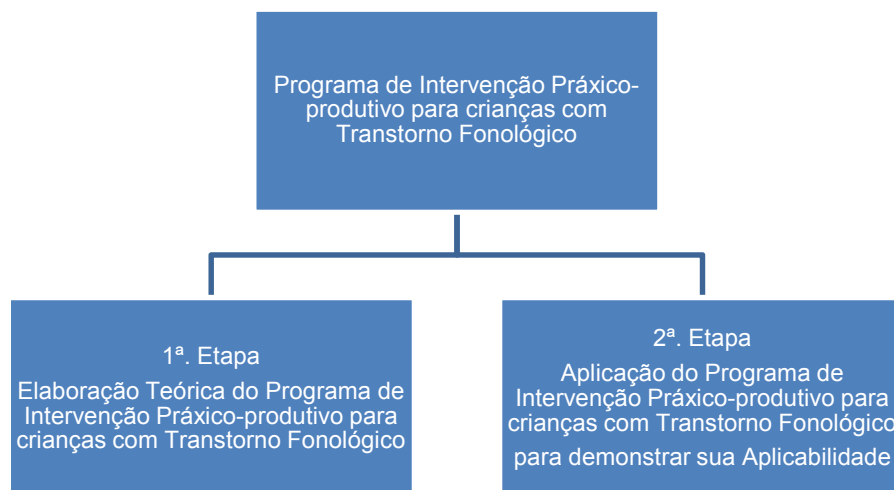 Programa de Intervenção Práxico-
produtivo para crianças com
Transtorno Fonológico
1ª. Etapa
Elaboração Teórica do Programa de
Intervenção Práxico-produtivo para
crianças com Transtorno Fonológico
2ª. Etapa
Aplicação do Programa de
Intervenção Práxico-produtivo para
crianças com Transtorno Fonológico
para demonstrar sua Aplicabilidade